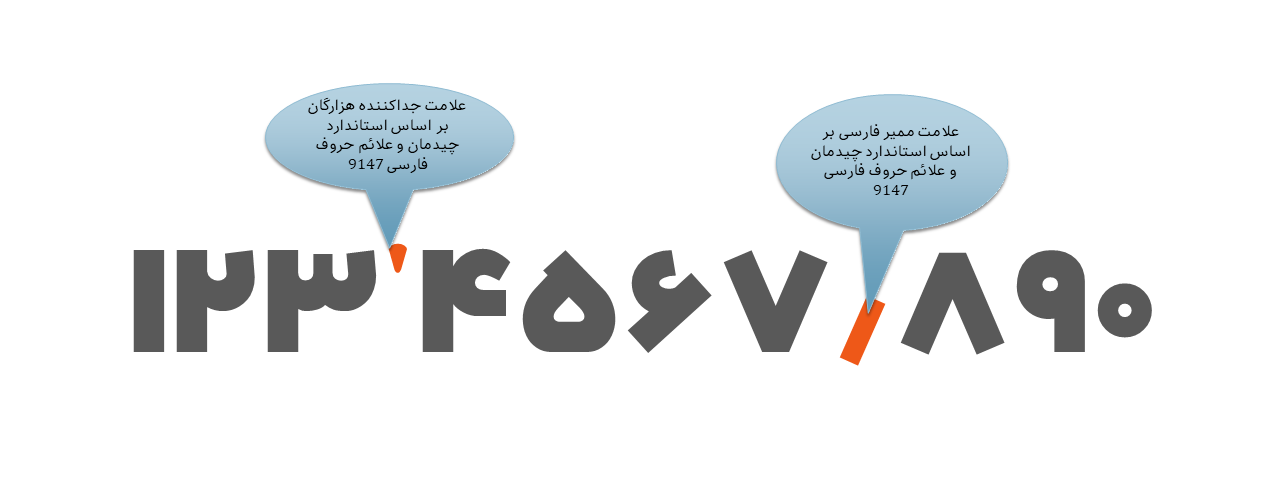 علامت جداکننده هزارگان
بر اساس استاندارد
چیدمان و علائم حروف
فارسی 9147
علامت ممیر فارسی بر
اساس استاندارد چیدمان
و علائم حروف فارسی
9147
۱۲۳٬۴۵۶۷٫۸۹۰